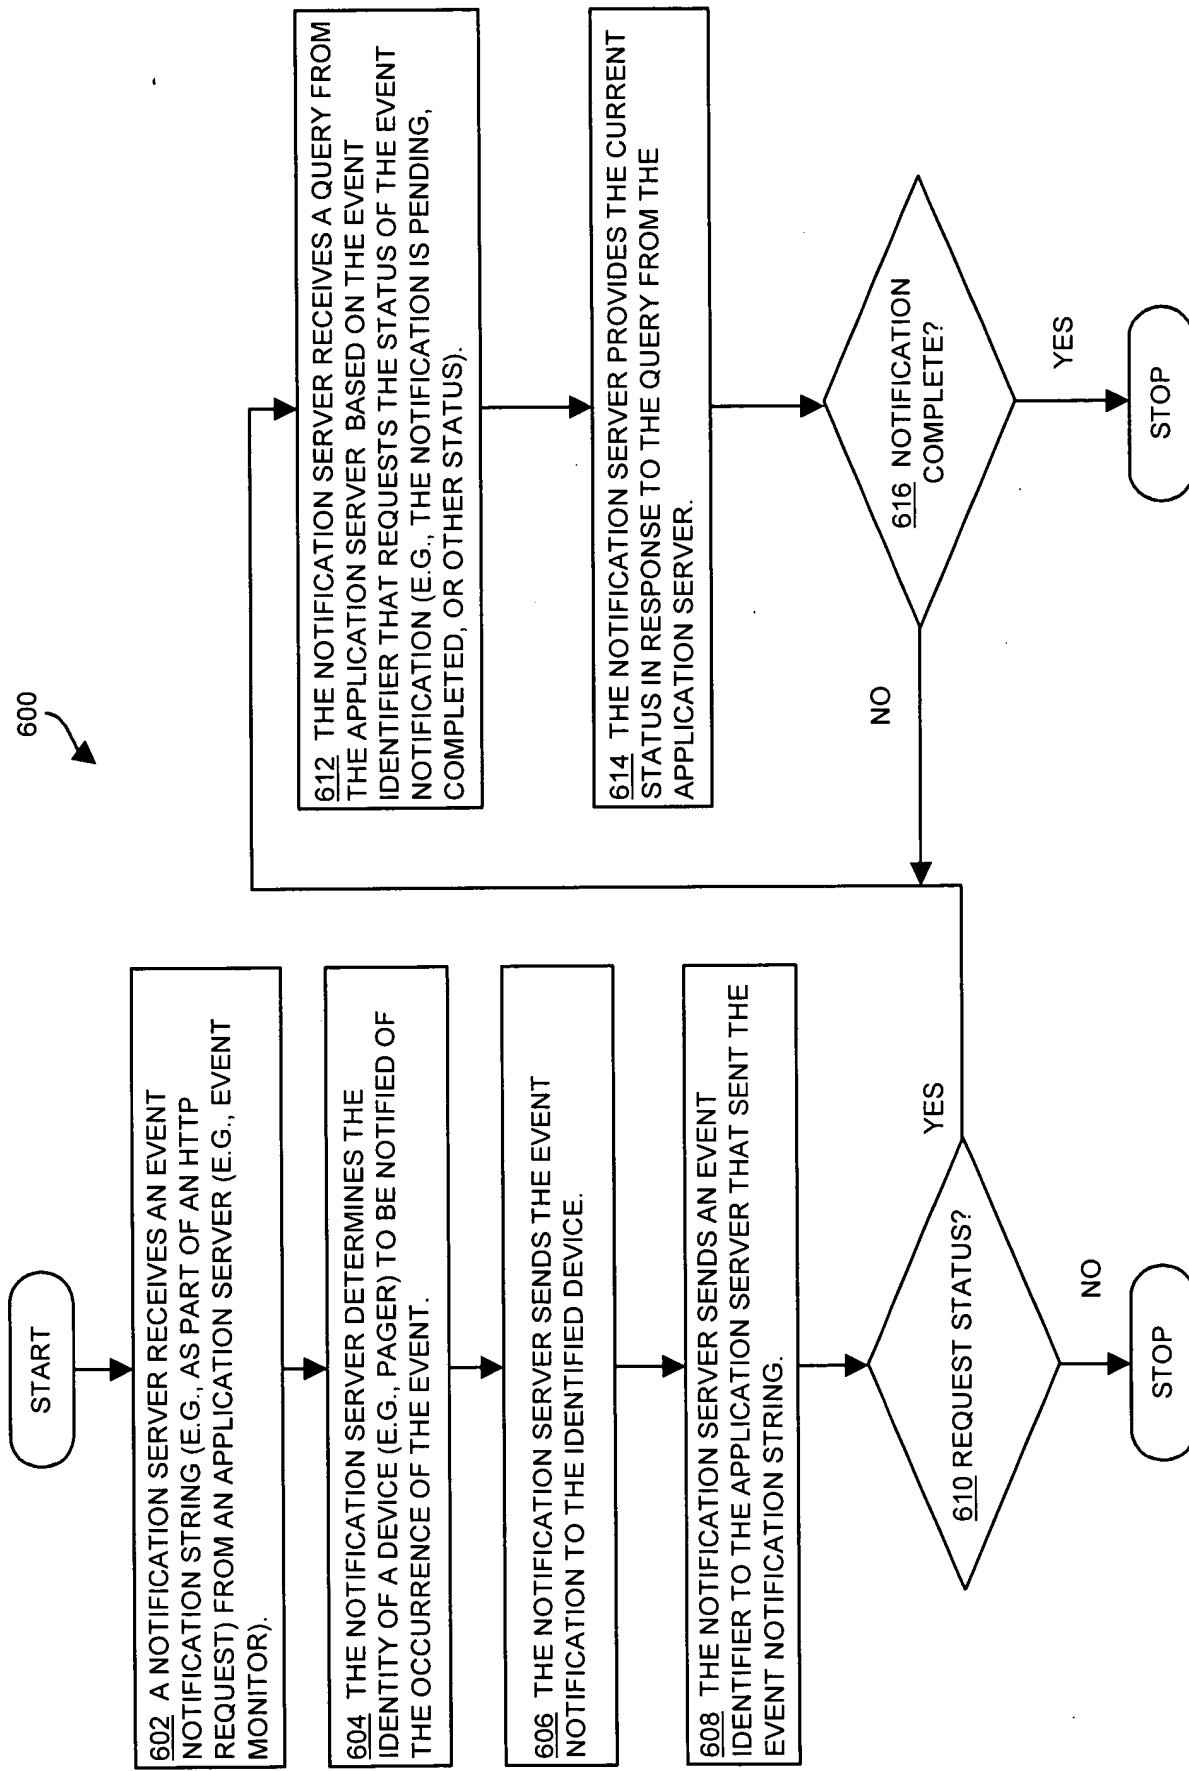 600
START
602 A NOTIFICATION SERVER RECEIVES AN EVENT
NOTIFICATION STRING (E.G., AS PART OF AN HTTP
REQUEST) FROM AN APPLICATION SERVER (E.G., EVENT
MONITOR).
604 THE NOTIFICATION SERVER DETERMINES THE
IDENTITY OF A DEVICE (E.G., PAGER) TO BE NOTIFIED OF
THE OCCURRENCE OF THE EVENT.
606 THE NOTIFICATION SERVER SENDS THE EVENT
NOTIFICATION TO THE IDENTIFIED DEVICE.
608 THE NOTIFICATION SERVER SENDS AN EVENT
IDENTIFIER TO THE APPLICATION SERVER THAT SENT THE
EVENT NOTIFICATION STRING.
610 REQUEST STATUS?
YES
NO
STOP
612 THE NOTIFICATION SERVER RECEIVES A QUERY FROM
THE APPLICATION SERVER BASED ON THE EVENT
IDENTIFIER THAT REQUESTS THE STATUS OF THE EVENT
NOTIFICATION (E.G., THE NOTIFICATION IS PENDING,
COMPLETED, OR OTHER STATUS).
614 THE NOTIFICATION SERVER PROVIDES THE CURRENT
STATUS IN RESPONSE TO THE QUERY FROM THE
APPLICATION SERVER.
616 NOTIFICATION
COMPLETE?
NO
YES
STOP